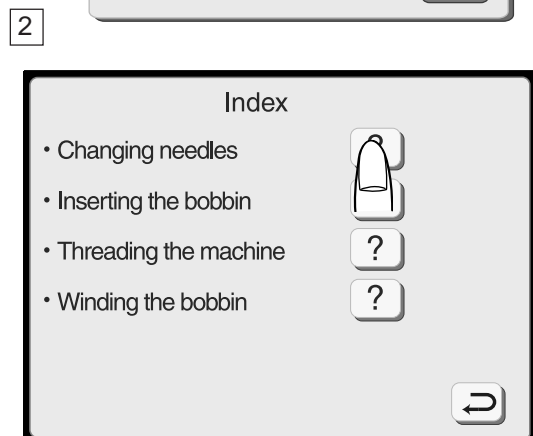 2
Index
• Changing needles ?
• Inserting the bobbin
• Threading the machine ?
• Winding the bobbin ?